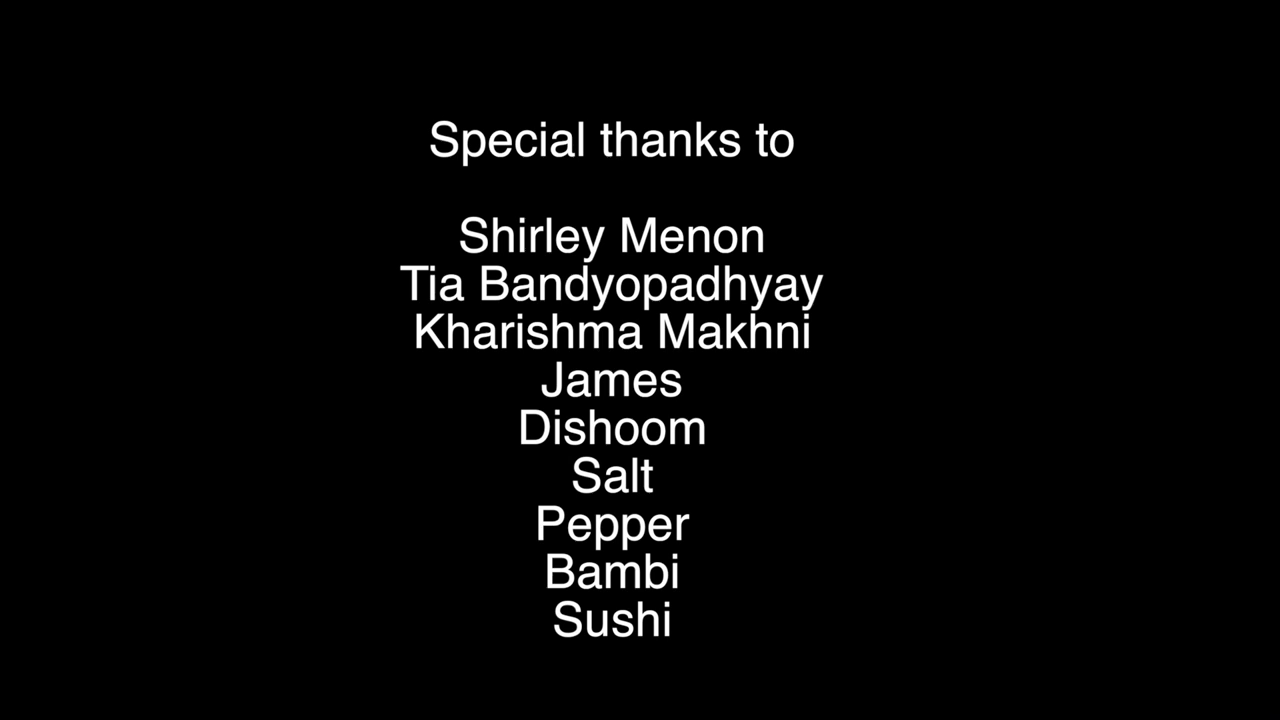 Special thanks to
Shirley Menon
Tia Bandyopadhyay
Kharishma Makhni
James
Dishoom
Salt
Pepper
Bambi
Sushi